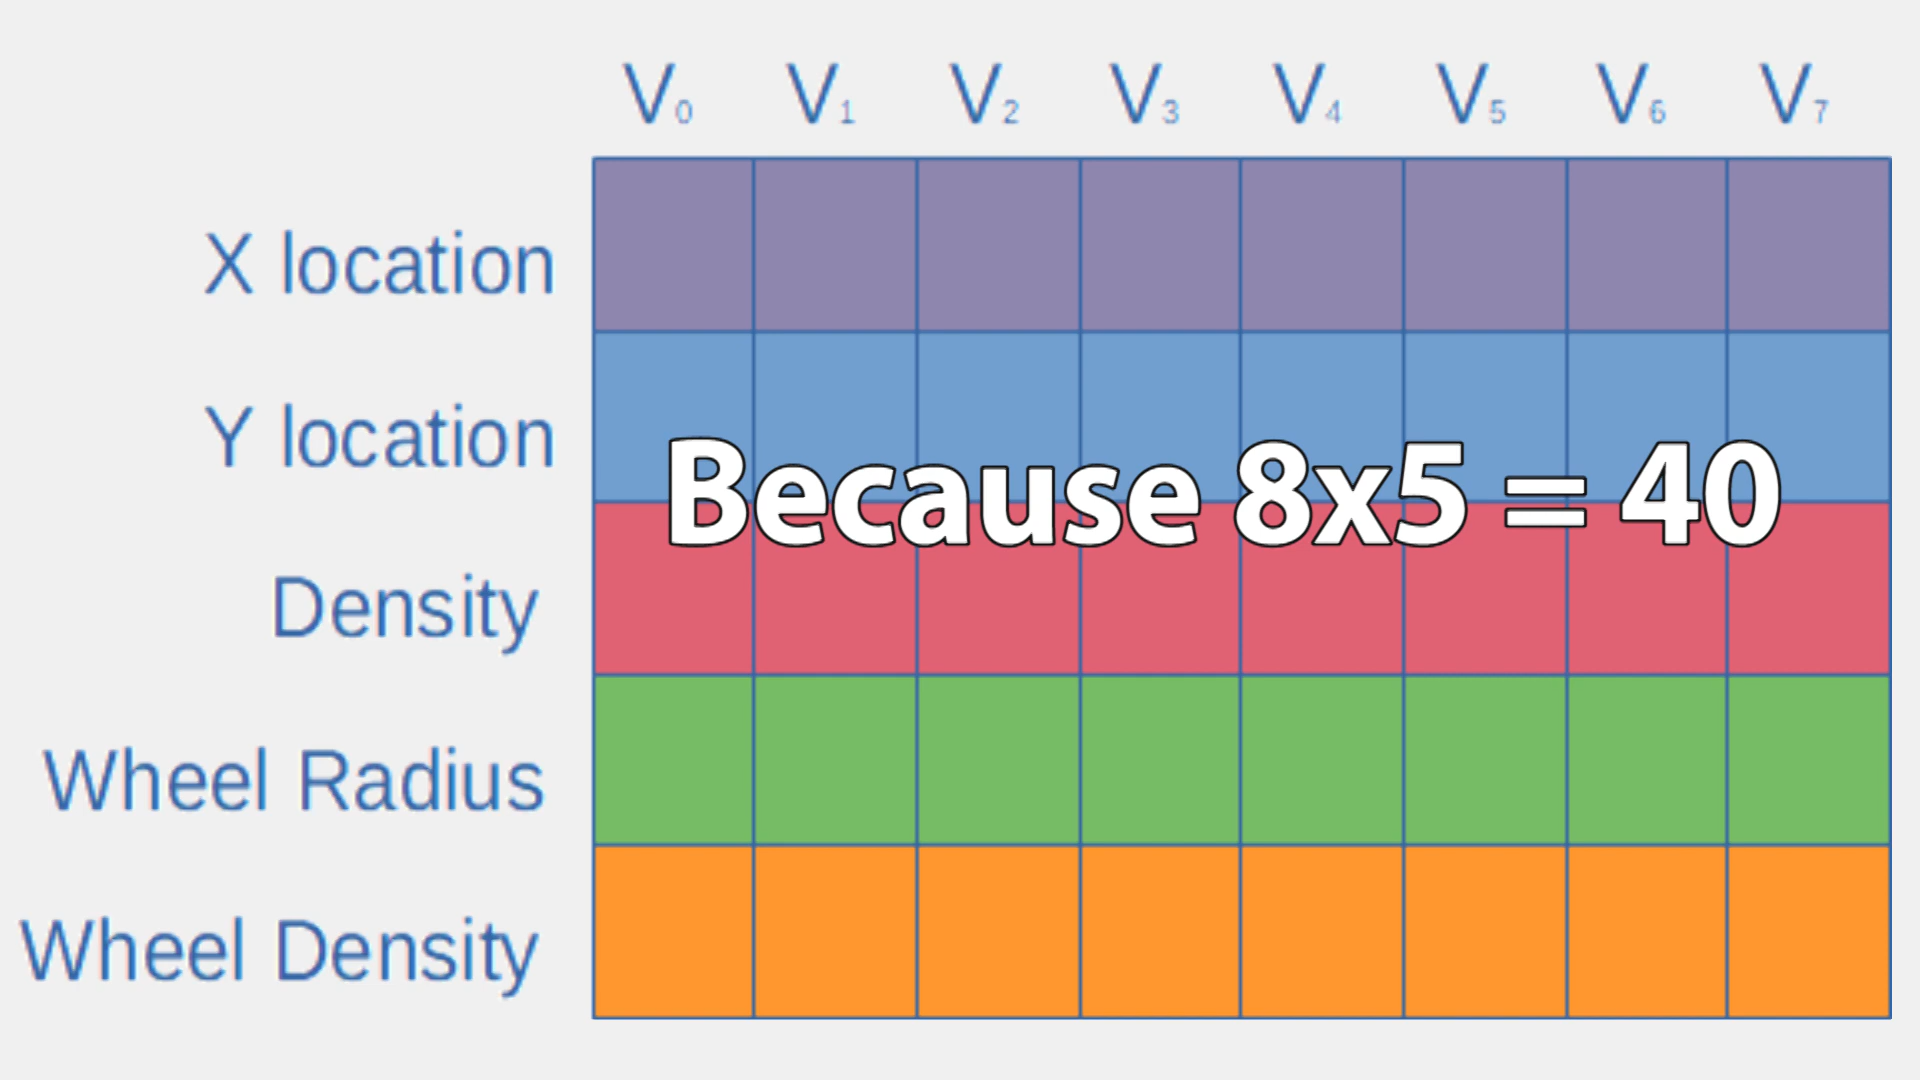 V₀ V₁ V₂ V₃ V₄ V₅ V₆ V₇
X location
Y location
Because 8x5 = 40
Density
Wheel Radius
Wheel Density